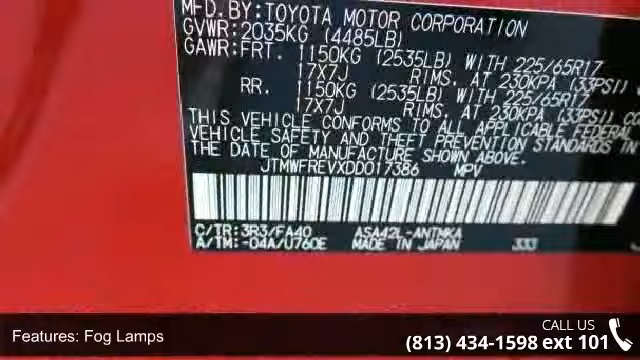 MFD.BY:TOYOTA MOTOR CORPORATION
GVWR:2035KG (4485LB)
GAWR:FRT. 1150KG (2535LB) WITH 225/65R17
17X7J RIMS. AT 230KPA (33PSI)
RR. 1150KG (2535LB) WITH 225/65R17
17X7J RIMS. AT 230KPA (33PSI) CO
THIS VEHICLE CONFORMS TO ALL APPLICABLE FEDERAL
VEHICLE SAFETY AND THEFT PREVENTION STANDARDS IN
THE DATE OF MANUFACTURE SHOWN ABOVE.
JTMWFREVXDD017386 MPV
C/TR: 3R3/FA40 ASA42L-ANTMKA
A/TM: -04A/U760E MADE IN JAPAN 333
Features: Fog Lamps
CALL US
(813) 434-1598 ext 101